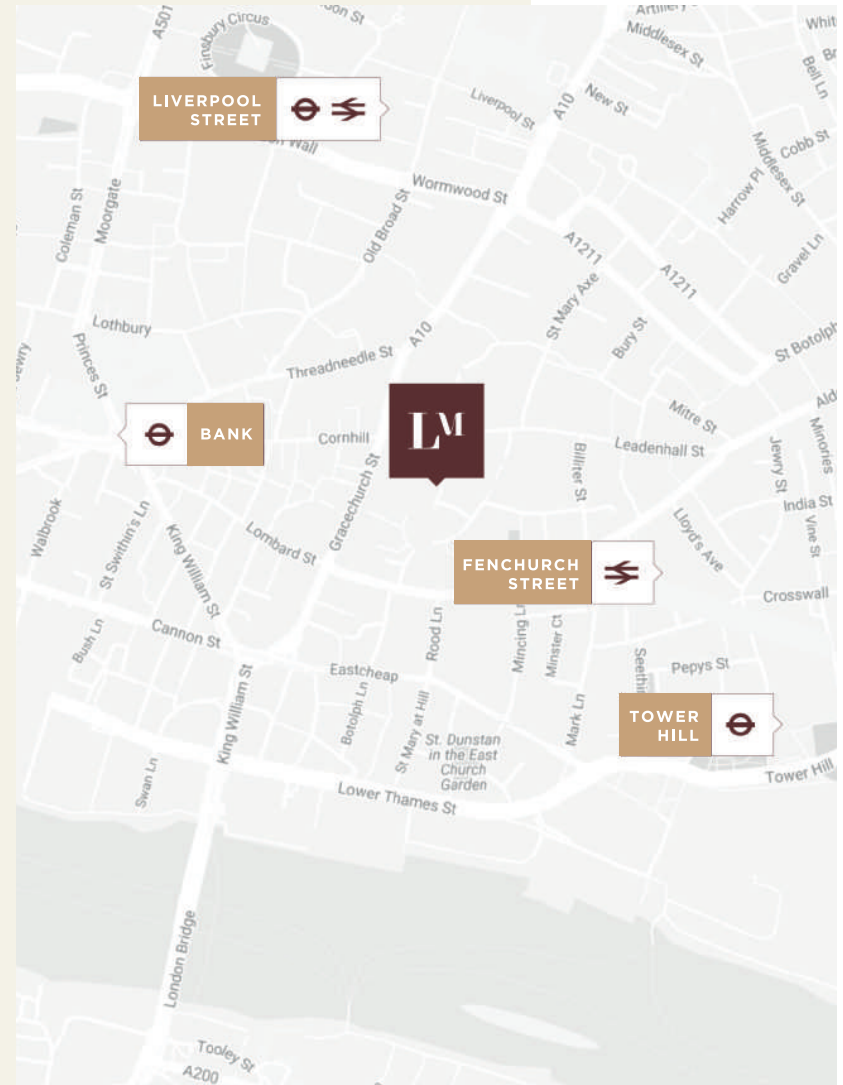 A501
Finsbury Circus
on St
Artillery
Middlesex St
Whit
Bell Ln
LIVERPOOL
STREET
Liverpool St
A10
New St
Wall
Wormwood St
Cobb St
Middlesex St
Harrow Pl
Coleman St
Moorgate
Old Broad St
A1211
A1211
Gravel Ln
St Mary Axe
Lothbury
Princes St
A10
Bury St
Threadneedle St
St Botolph
Mitre St
BANK
Cornhill
LM
Leadenhall St
Billiter St
Jewry St
Minories
Gracechurch St
Walbrook
St Swithin's Ln
King William St
Lombard St
India St
Vine St
Lloyd's Ave
FENCHURCH
STREET
Crosswall
Bush Ln
Cannon St
Rood Ln
Mincing Ln
Minster Ct
Eastcheap
Seething
Pepys St
King William St
Botolph Ln
St Mary at Hill
Mark Ln
TOWER
HILL
St. Dunstan
in the East
Church
Garden
Swan Ln
Lower Thames St
Tower Hill
London Bridge
Tooley St
A200